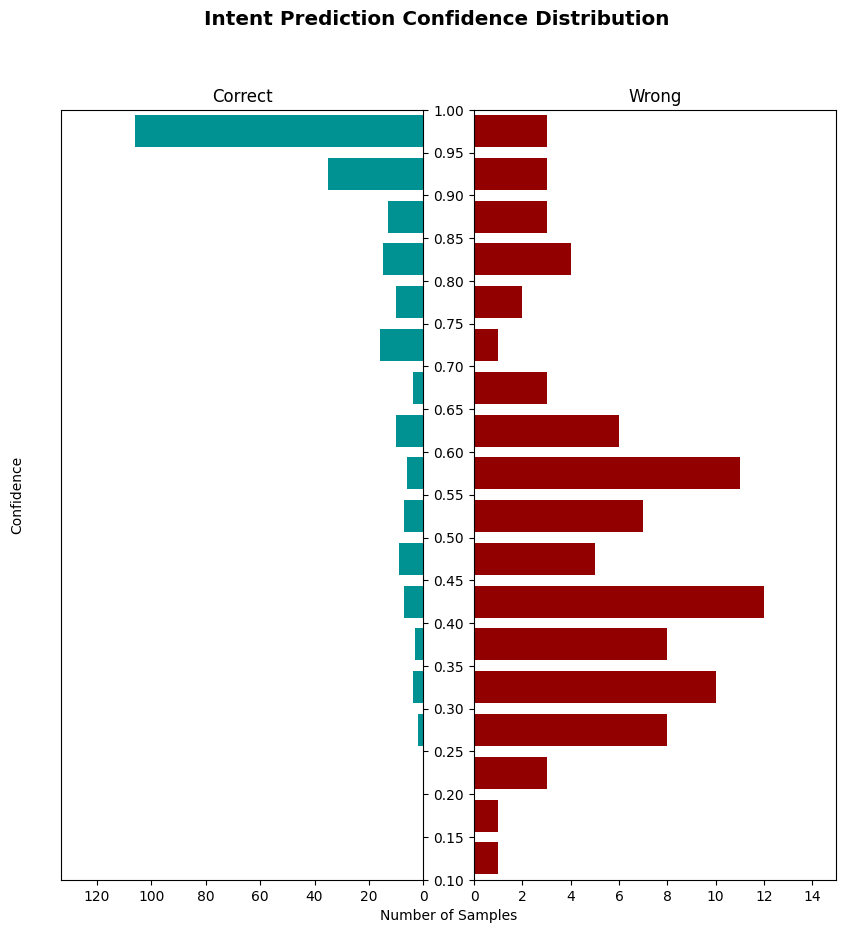 Intent Prediction Confidence Distribution
Correct
Wrong
1.00
0.95
0.90
0.85
0.80
0.75
0.70
0.65
0.60
0.55
0.50
0.45
0.40
0.35
0.30
0.25
0.20
0.15
0.10
Confidence
120 100 80 60 40 20 0
0 2 4 6 8 10 12 14
Number of Samples